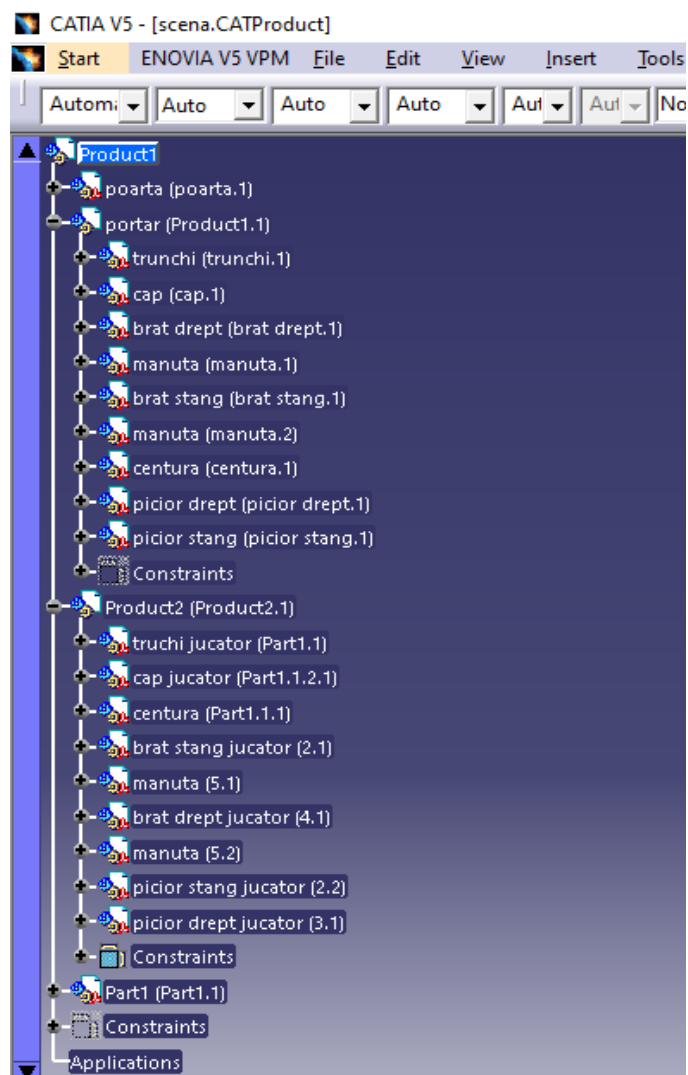 CATIA V5 - [scena.CATProduct]
Start ENOVIA V5 VPM File Edit View Insert Tools
Automa Auto Auto Auto Aut Aut No
Product1
poarta (poarta.1)
portar (Product1.1)
trunchi (trunchi.1)
cap (cap.1)
brat drept (brat drept.1)
manuta (manuta.1)
brat stang (brat stang.1)
manuta (manuta.2)
centura (centura.1)
picior drept (picior drept.1)
picior stang (picior stang.1)
Constraints
Product2 (Product2.1)
truchi jucator (Part1.1)
cap jucator (Part1.1.2.1)
centura (Part1.1.1)
brat stang jucator (2.1)
manuta (5.1)
brat drept jucator (4.1)
manuta (5.2)
picior stang jucator (2.2)
picior drept jucator (3.1)
Constraints
Part1 (Part1.1)
Constraints
Applications